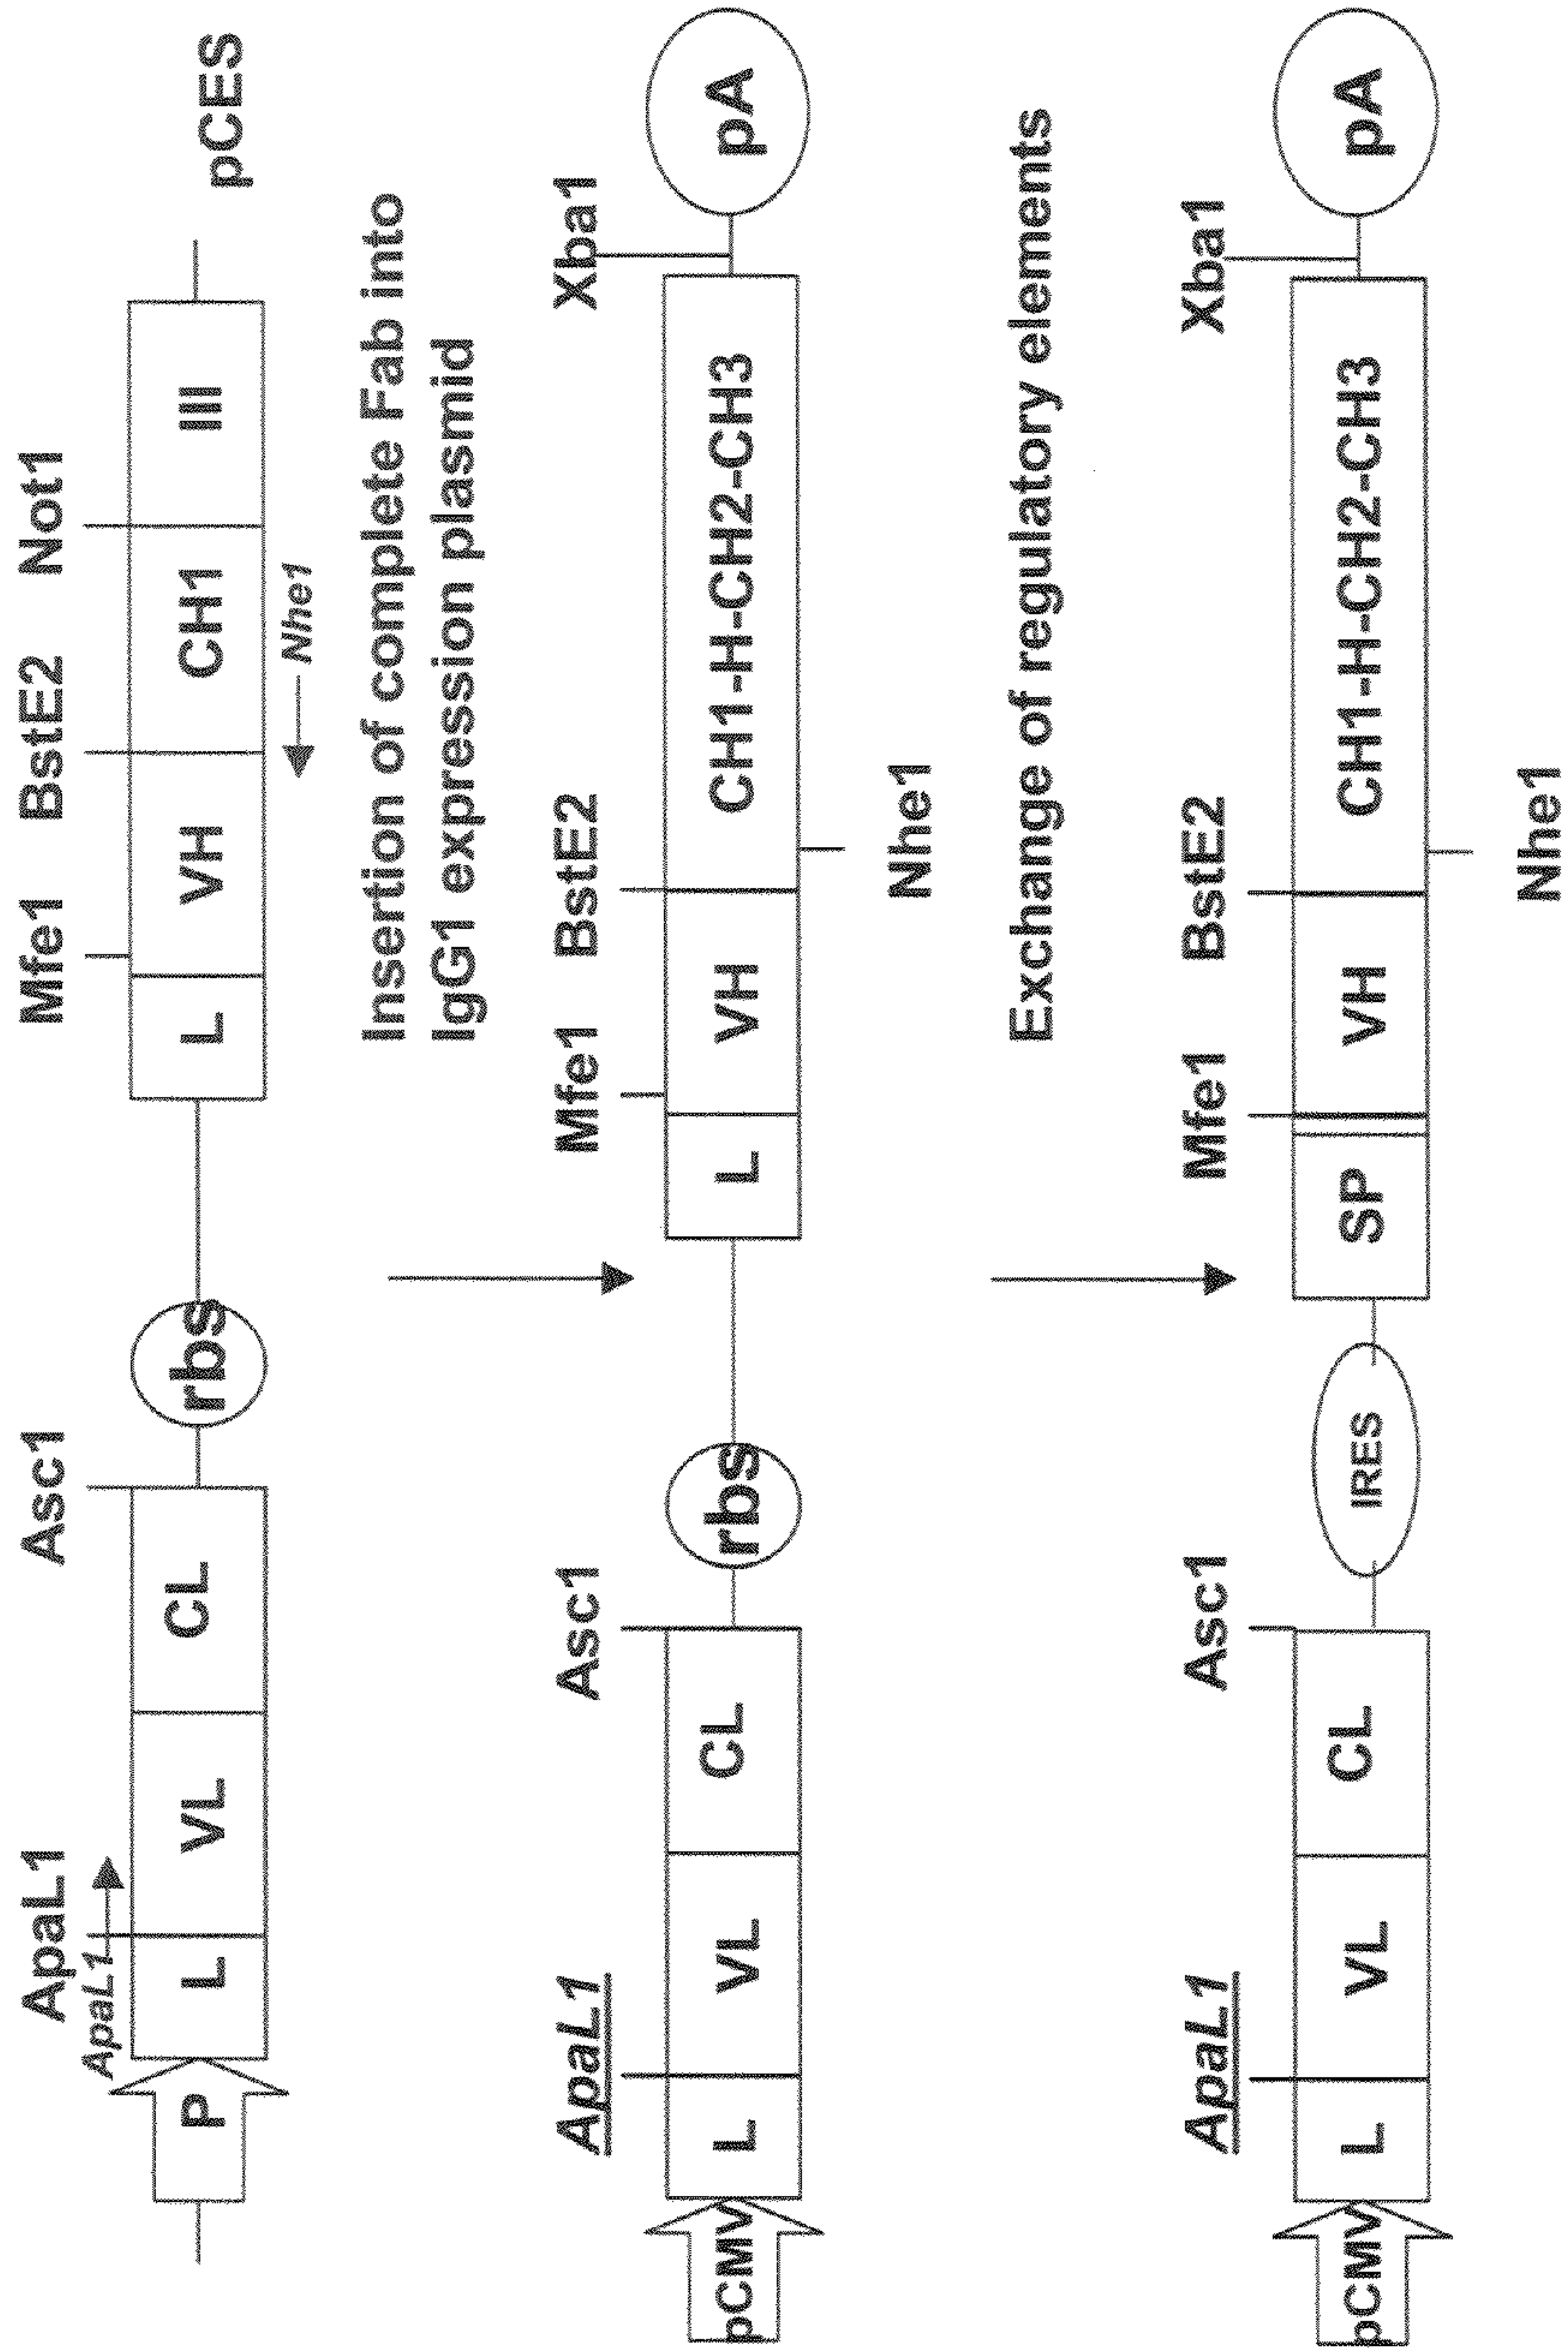 ApaL1 Asc1 Mfe1 BstE2 Not1
ApaL1
P L VL CL rbs L VH CH1 III pCES
Nhe1
Insertion of complete Fab into
IgG1 expression plasmid
ApaL1 Asc1 Mfe1 BstE2 Xba1
pCMV L VL CL rbs L VH CH1-H-CH2-CH3 pA
Nhe1
Exchange of regulatory elements
ApaL1 Asc1 Mfe1 BstE2 Xba1
pCMV L VL CL IRES SP VH CH1-H-CH2-CH3 pA
Nhe1